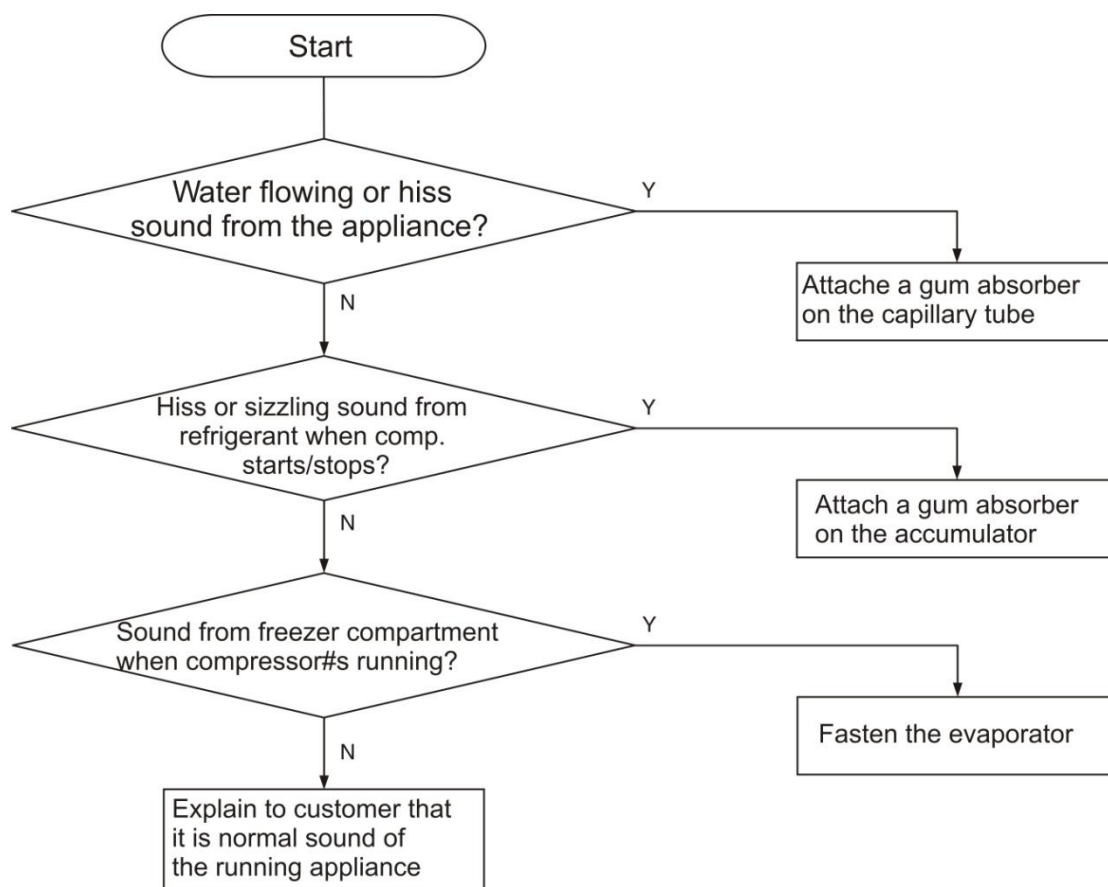 Start
Water flowing or hiss
sound from the appliance?
Y
Attache a gum absorber
on the capillary tube
N
Hiss or sizzling sound from
refrigerant when comp.
starts/stops?
Y
Attach a gum absorber
on the accumulator
N
Sound from freezer compartment
when compressor#s running?
Y
Fasten the evaporator
N
Explain to customer that
it is normal sound of
the running appliance